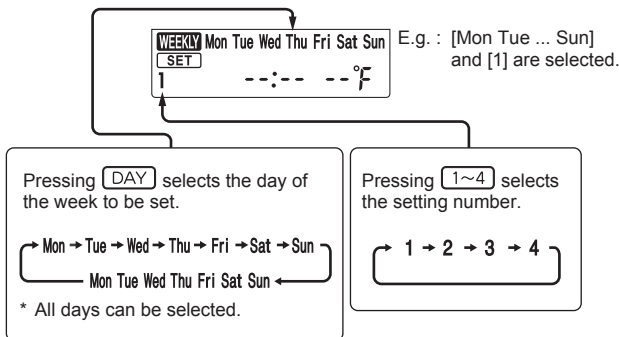 WEEKLY Mon Tue Wed Thu Fri Sat Sun
SET
1 --:-- --°F
E.g. : [Mon Tue ... Sun]
and [1] are selected.
Pressing DAY selects the day of
the week to be set.
Mon → Tue → Wed → Thu → Fri → Sat → Sun
Mon Tue Wed Thu Fri Sat Sun
* All days can be selected.
Pressing 1~4 selects
the setting number.
1 → 2 → 3 → 4